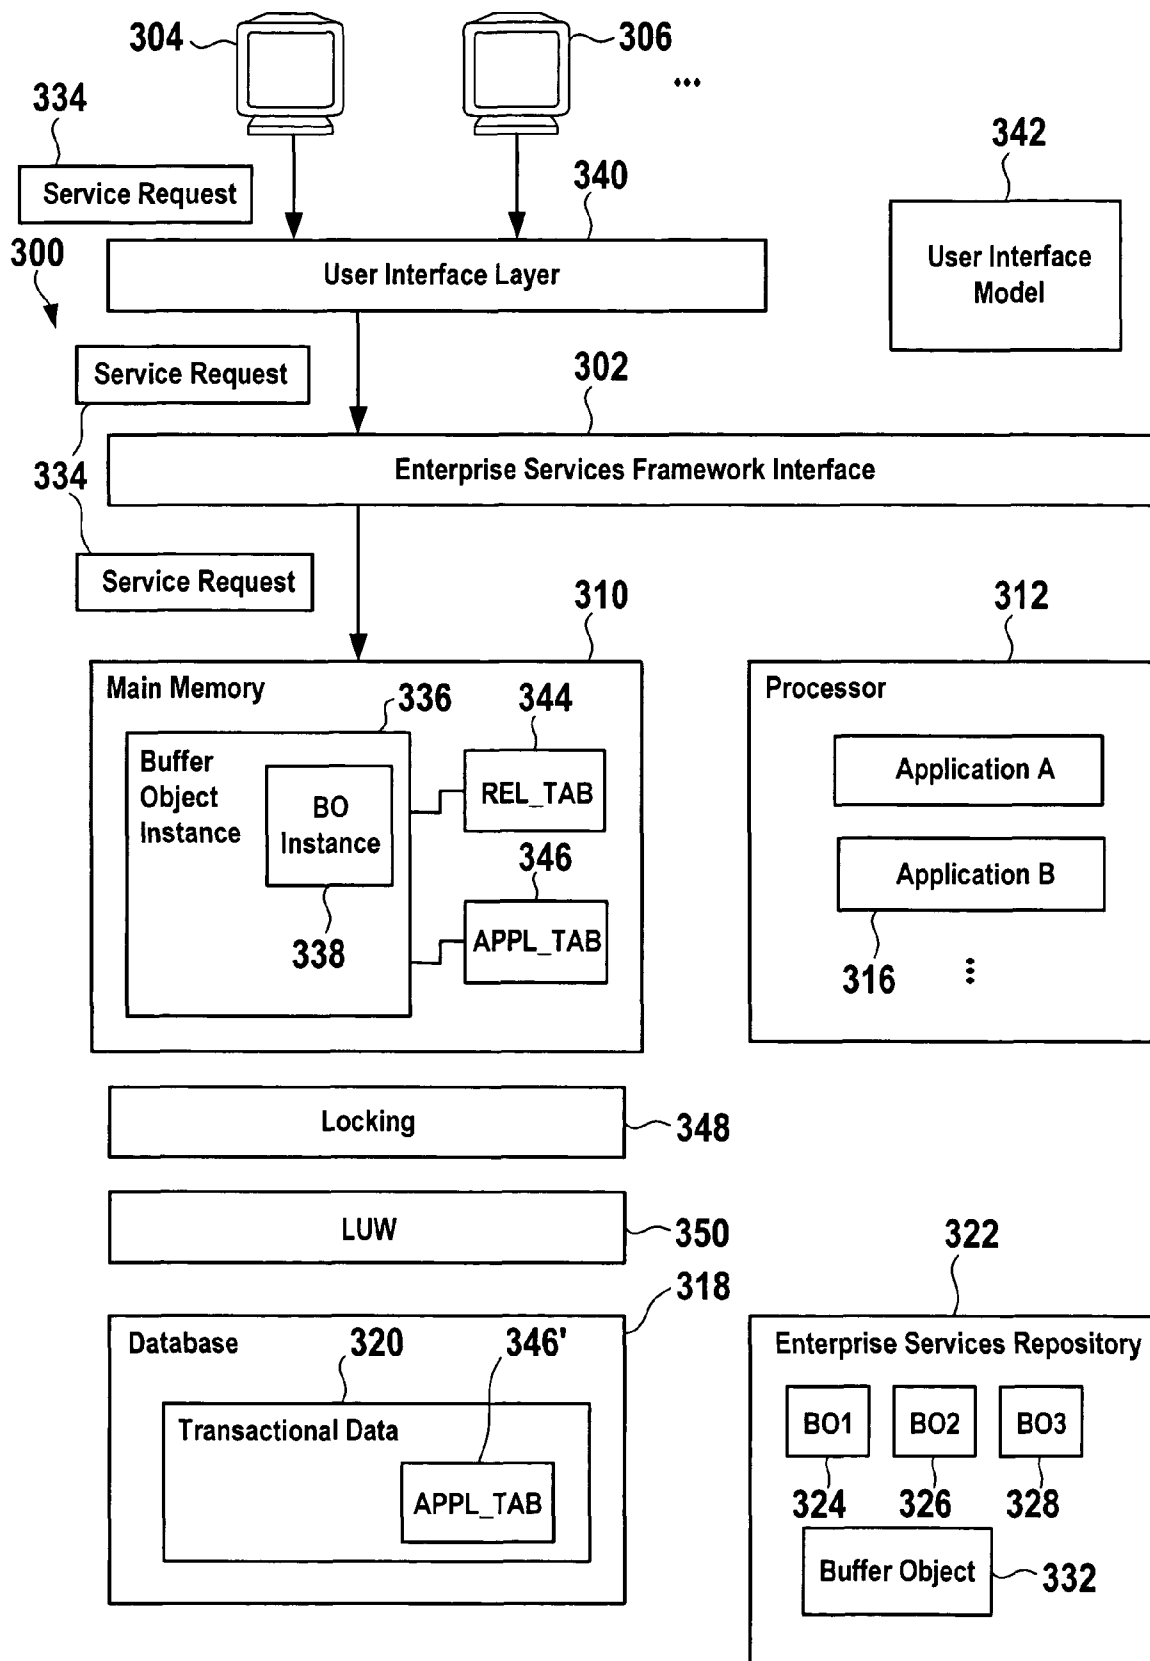 304
306
...
334
Service Request
342
340
300
User Interface Layer
User Interface
Model
Service Request
302
334
Enterprise Services Framework Interface
Service Request
310
312
Main Memory
336
344
Processor
Buffer
Object
Instance
BO
Instance
REL_TAB
Application A
338
346
APPL_TAB
Application B
316
...
Locking
348
LUW
350
322
318
Database
320
346'
Enterprise Services Repository
Transactional Data
APPL_TAB
BO1
BO2
BO3
324
326
328
Buffer Object
332